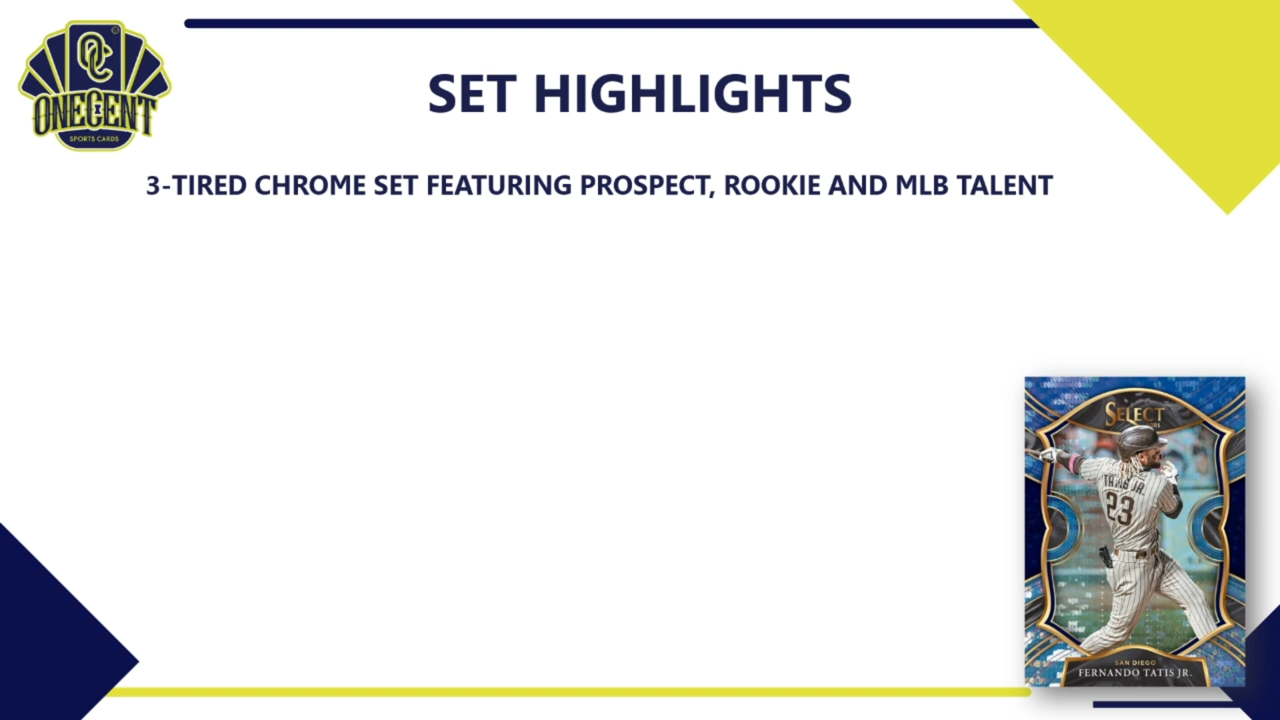 OC
ONECENT
SPORTS CARDS
SET HIGHLIGHTS
3-TIRED CHROME SET FEATURING PROSPECT, ROOKIE AND MLB TALENT
SELECT
TATIS JR.
23
SAN DIEGO
FERNANDO TATIS JR.